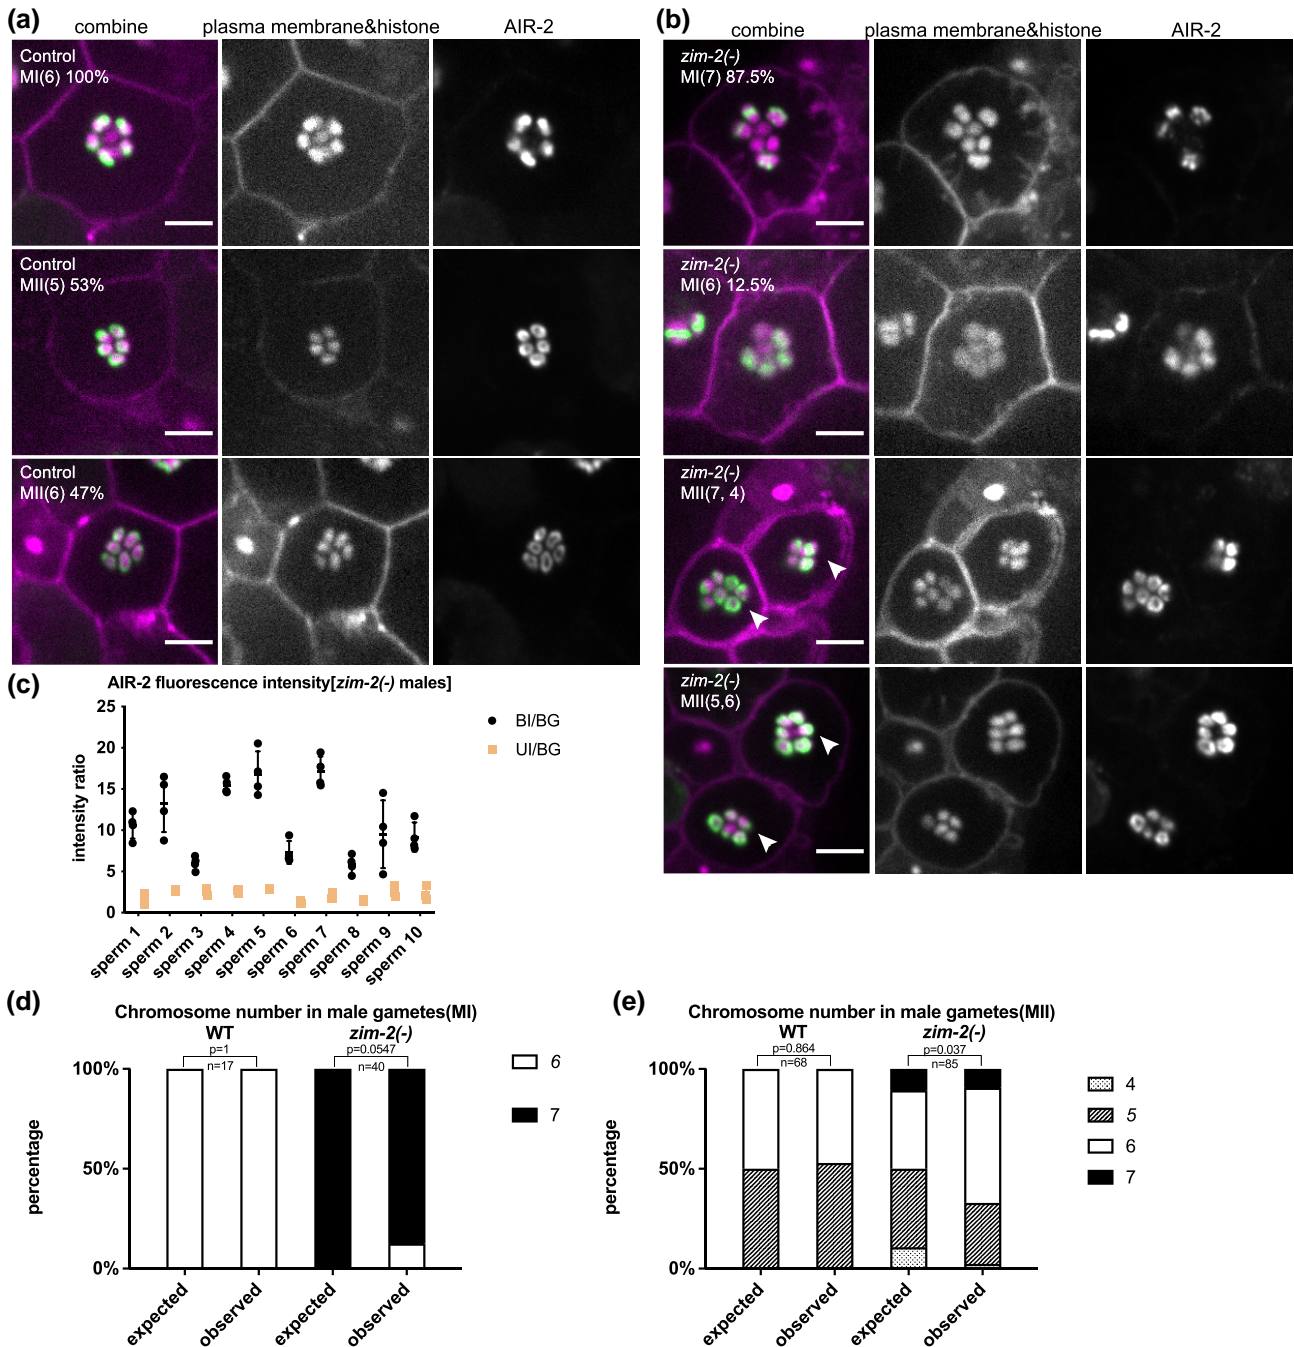 (a)
combine
plasma membrane&histone
AIR-2
Control
MI(6) 100%
Control
MII(5) 53%
Control
MII(6) 47%
(b)
combine
plasma membrane&histone
AIR-2
zim-2(-)
MI(7) 87.5%
zim-2(-)
MI(6) 12.5%
zim-2(-)
MII(7, 4)
zim-2(-)
MII(5,6)
(c)
AIR-2 fluorescence intensity[zim-2(-) males]
intensity ratio
25
20
15
10
5
0
sperm 1
sperm 2
sperm 3
sperm 4
sperm 5
sperm 6
sperm 7
sperm 8
sperm 9
sperm 10
BI/BG
UI/BG
(d)
Chromosome number in male gametes(MI)
WT
zim-2(-)
p=1
p=0.0547
n=17
n=40
percentage
100%
50%
0%
expected
observed
expected
observed
6
7
(e)
Chromosome number in male gametes(MII)
WT
zim-2(-)
p=0.864
p=0.037
n=68
n=85
percentage
100%
50%
0%
expected
observed
expected
observed
4
5
6
7